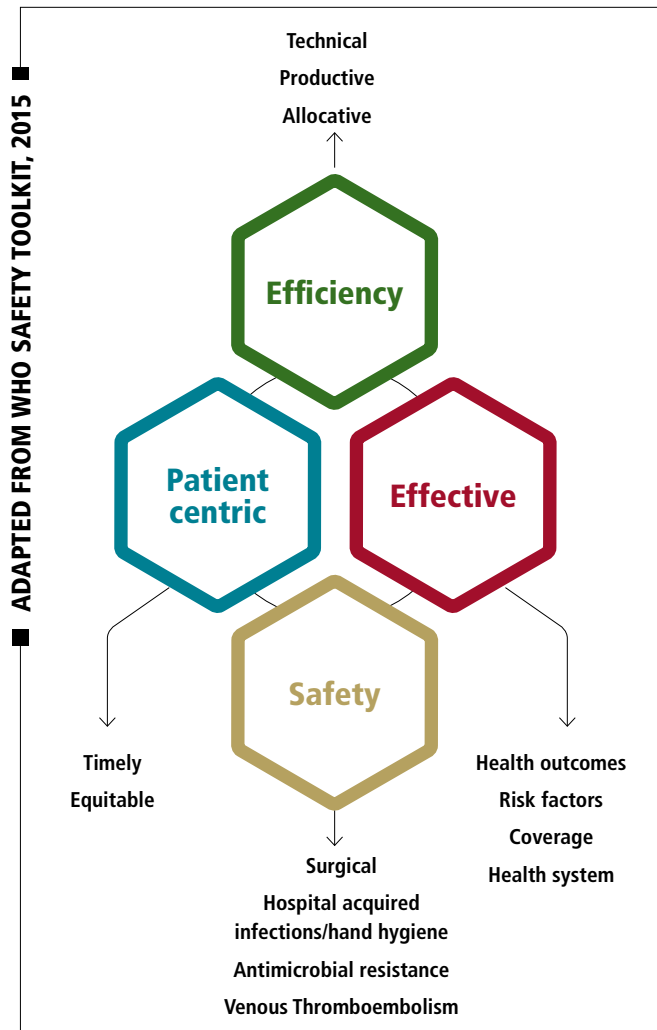 ADAPTED FROM WHO SAFETY TOOLKIT, 2015
Technical
Productive
Allocative
Efficiency
Patient
centric
Effective
Safety
Timely
Equitable
Health outcomes
Risk factors
Coverage
Health system
Surgical
Hospital acquired
infections/hand hygiene
Antimicrobial resistance
Venous Thromboembolism